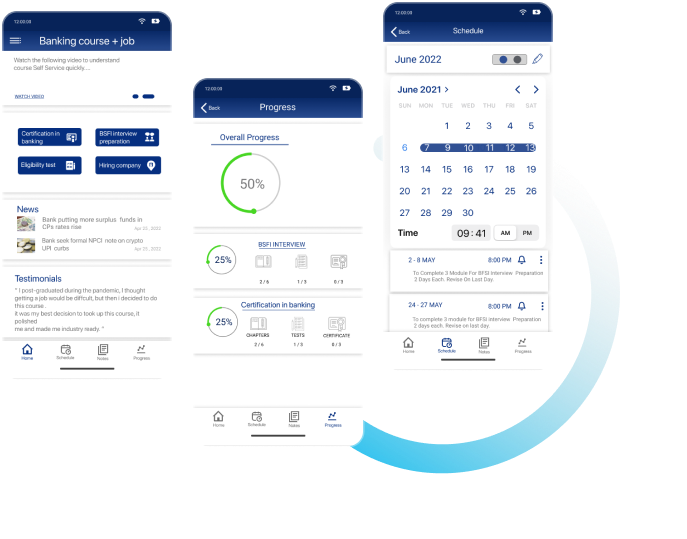 12:00:00
Banking course + job
Watch the following video to understand
course Self Service quickly....
WATCH VIDEO
Certification in
banking
BSFI interview
preparation
Eligibility test
Hiring company
News
Bank putting more surplus funds in
CPs rates rise
Apr 25 , 2022
Bank seek formal NPCI note on crypto
UPI curbs
Apr 25 , 2022
Testimonials
" I post-graduated during the pandemic, I thought
getting a job would be difficult, but then i decided to do
this course .
it was my best decision to took up this course, it
polished
me and made me industry ready. "
Home
Schedule
Notes
Progress
12:00:00
Back
Progress
Overall Progress
50%
BSFI INTERVIEW
25%
2 / 6
1 / 3
0 / 3
Certification in banking
25%
CHAPTERS
TESTS
CERTIFICATE
2 / 6
1 / 3
0 / 3
Home
Schedule
Notes
Progress
12:00:00
Back
Schedule
June 2022
June 2021 >
SUN MON TUE WED THU FRI SAT
1 2 3 4 5
6 7 9 10 11 12 13
13 14 15 16 17 18 19
20 21 22 23 24 25 26
27 28 29 30
Time 09:41 AM PM
2 - 8 MAY 8:00 PM
To Complete 3 Module For BFSI Interview Preparation
2 Days Each. Revise On Last Day.
24 - 27 MAY 8:00 PM
To complete 3 module for BFSI interview Preparation
2 days each. Revise on last day.
Home
Schedule
Notes
Progress